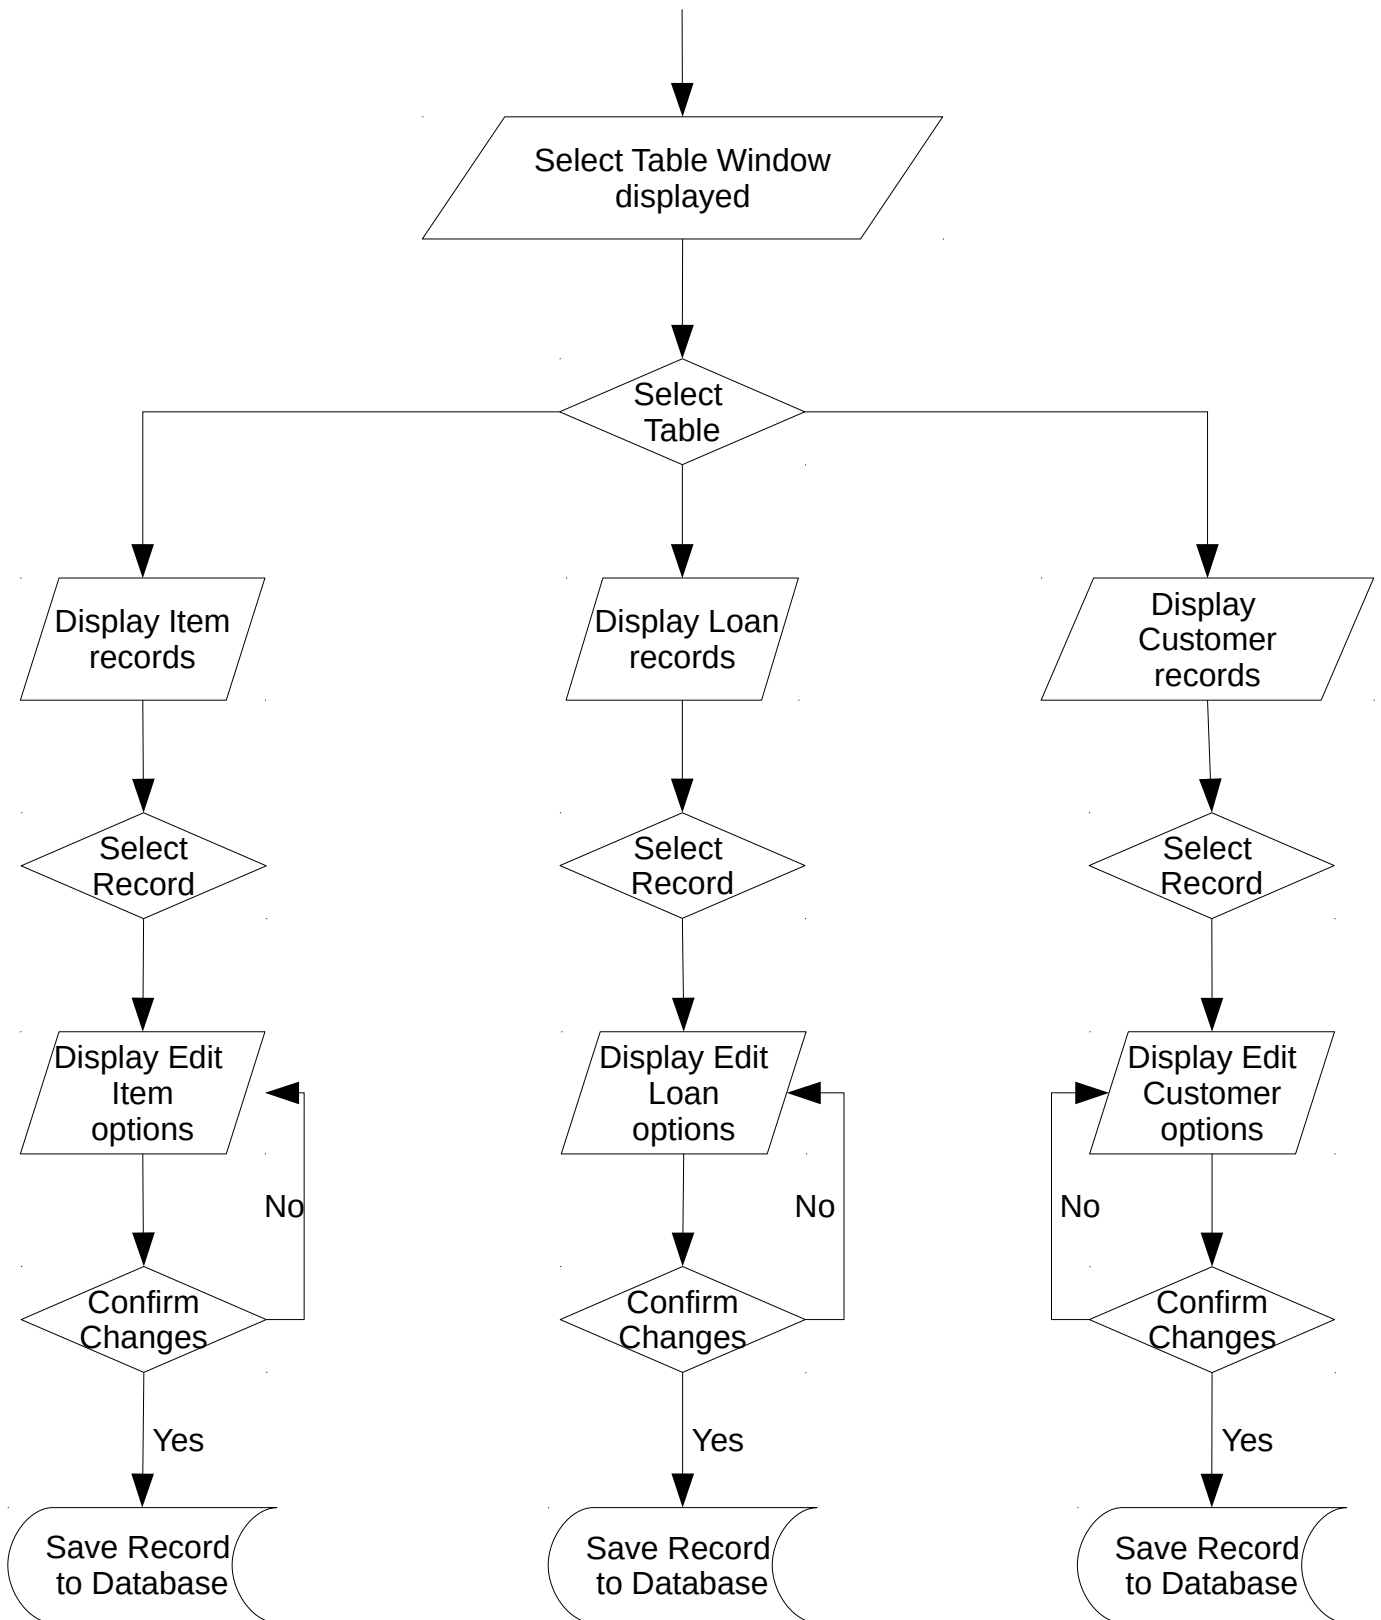 Select Table Window
displayed
Select
Table
Display Item
records
Display Loan
records
Display
Customer
records
Select
Record
Select
Record
Select
Record
Display Edit
Item
options
Display Edit
Loan
options
Display Edit
Customer
options
No
No
No
Confirm
Changes
Confirm
Changes
Confirm
Changes
Yes
Yes
Yes
Save Record
to Database
Save Record
to Database
Save Record
to Database